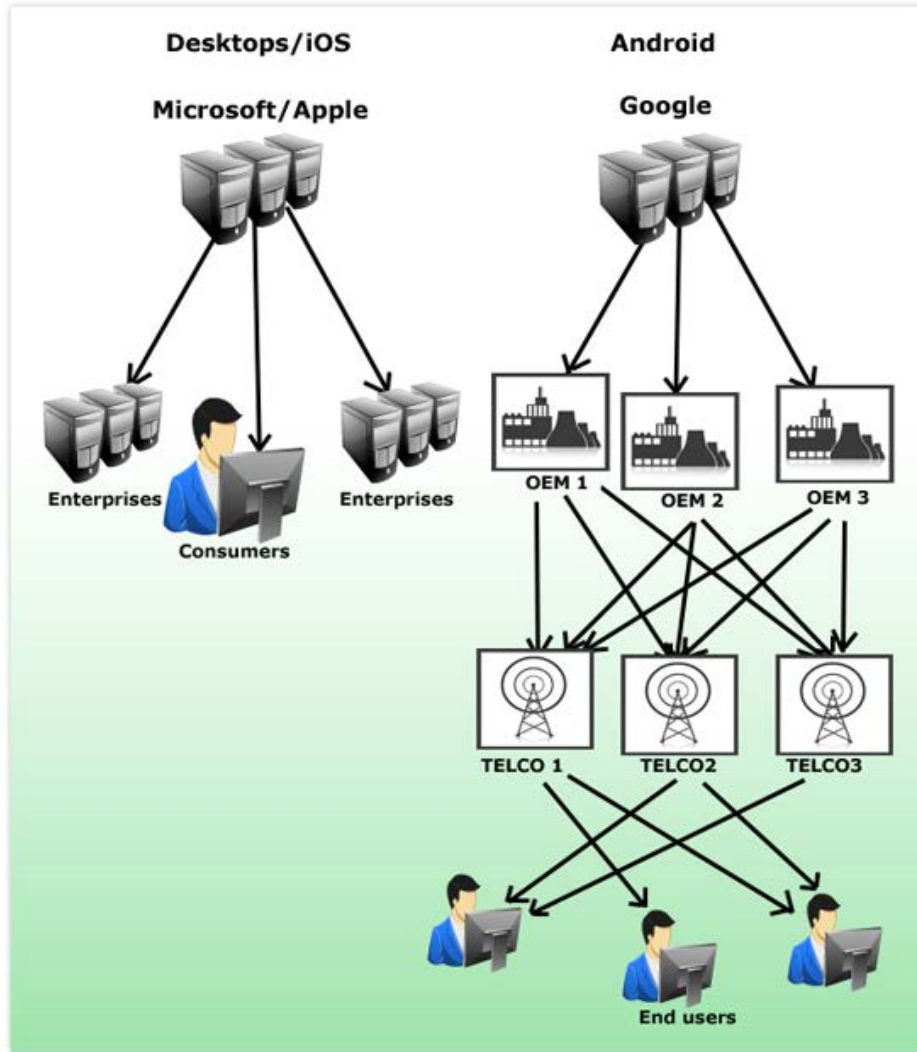 Desktops/iOS
Android
Microsoft/Apple
Google
Enterprises
Consumers
Enterprises
OEM 1
OEM 2
OEM 3
TELCO 1
TELCO2
TELCO3
End users